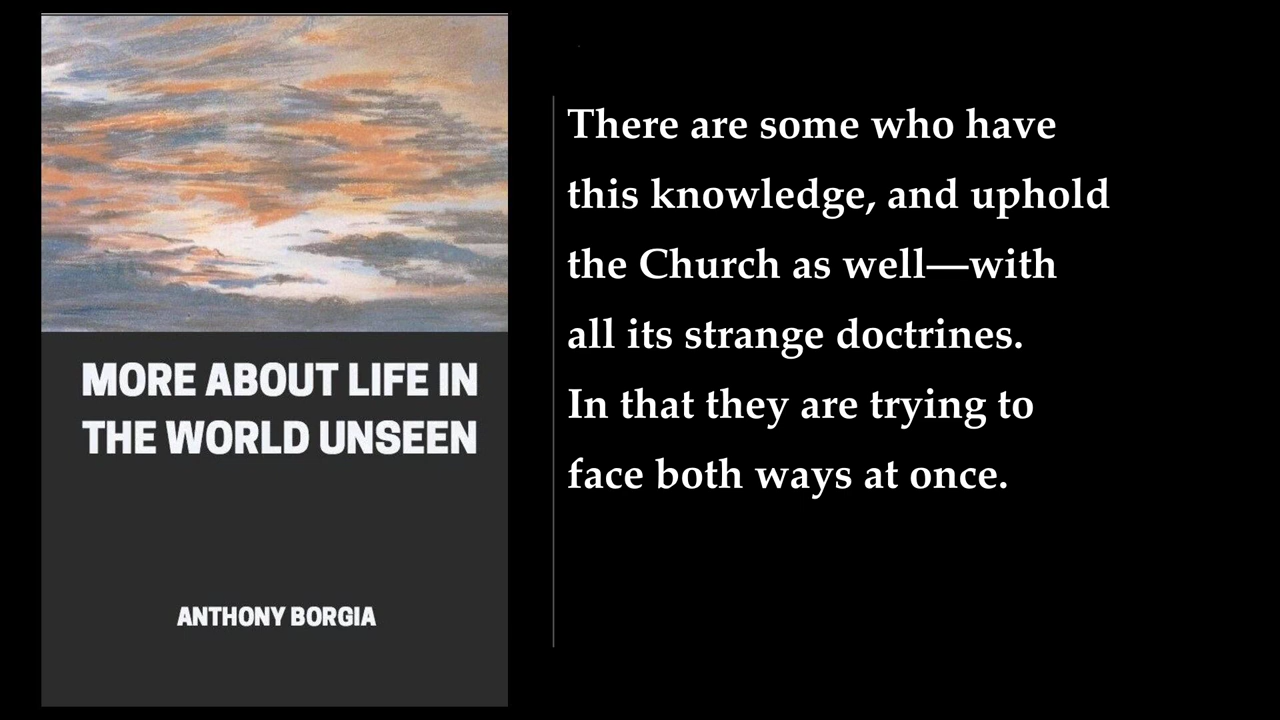 MORE ABOUT LIFE IN
THE WORLD UNSEEN
ANTHONY BORGIA
There are some who have
this knowledge, and uphold
the Church as well—with
all its strange doctrines.
In that they are trying to
face both ways at once.